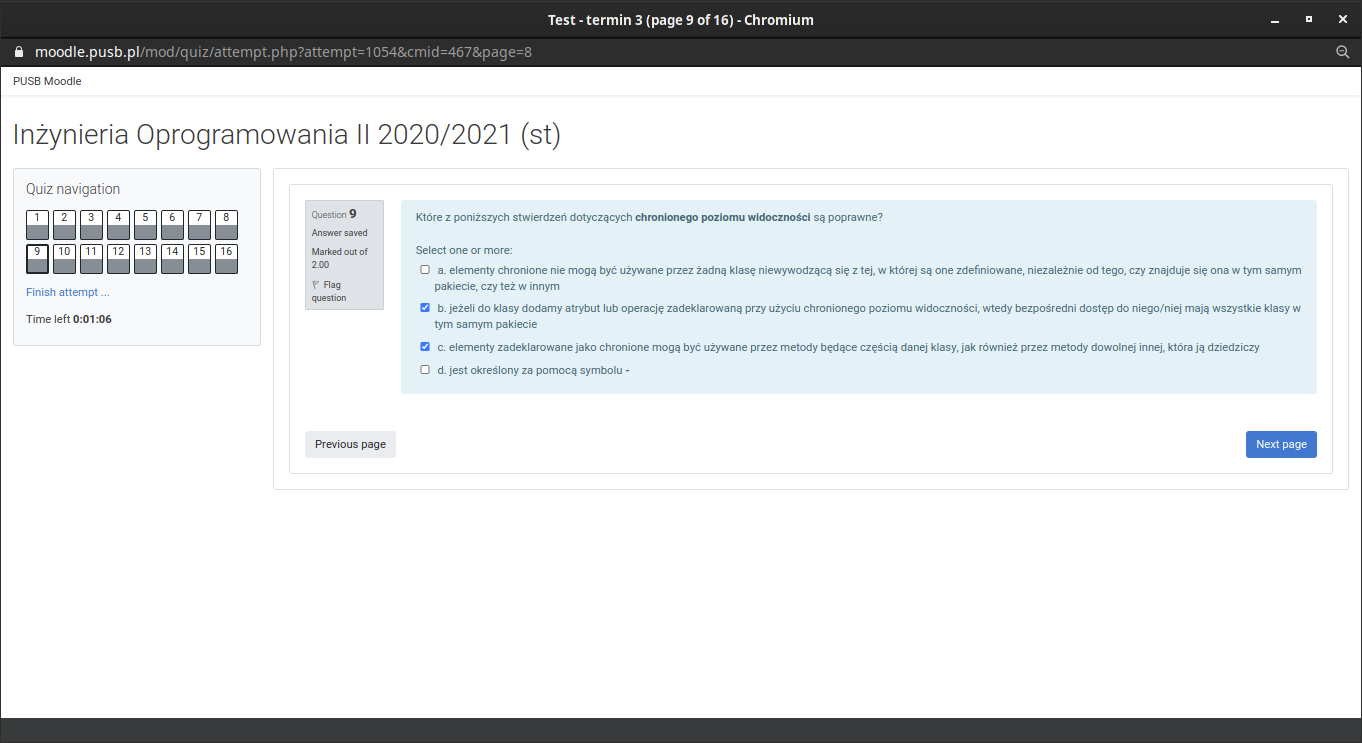 Test - termin 3 (page 9 of 16) - Chromium
moodle.pusb.pl/mod/quiz/attempt.php?attempt=1054&cmid=467&page=8
PUSB Moodle
Inżynieria Oprogramowania II 2020/2021 (st)
Quiz navigation
1 2 3 4 5 6 7 8
9 10 11 12 13 14 15 16
Finish attempt ...
Time left 0:01:06
Question 9
Answer saved
Marked out of
2.00
Flag
question
Które z poniższych stwierdzeń dotyczących chronionego poziomu widoczności są poprawne?
Select one or more:
a. elementy chronione nie mogą być używane przez żadną klasę niewywodzącą się z tej, w której są one zdefiniowane, niezależnie od tego, czy znajduje się ona w tym samym
pakiecie, czy też w innym
b. jeżeli do klasy dodamy atrybut lub operację zadeklarowaną przy użyciu chronionego poziomu widoczności, wtedy bezpośredni dostęp do niego/niej mają wszystkie klasy w
tym samym pakiecie
c. elementy zadeklarowane jako chronione mogą być używane przez metody będące częścią danej klasy, jak również przez metody dowolnej innej, która ją dziedziczy
d. jest określony za pomocą symbolu -
Previous page
Next page